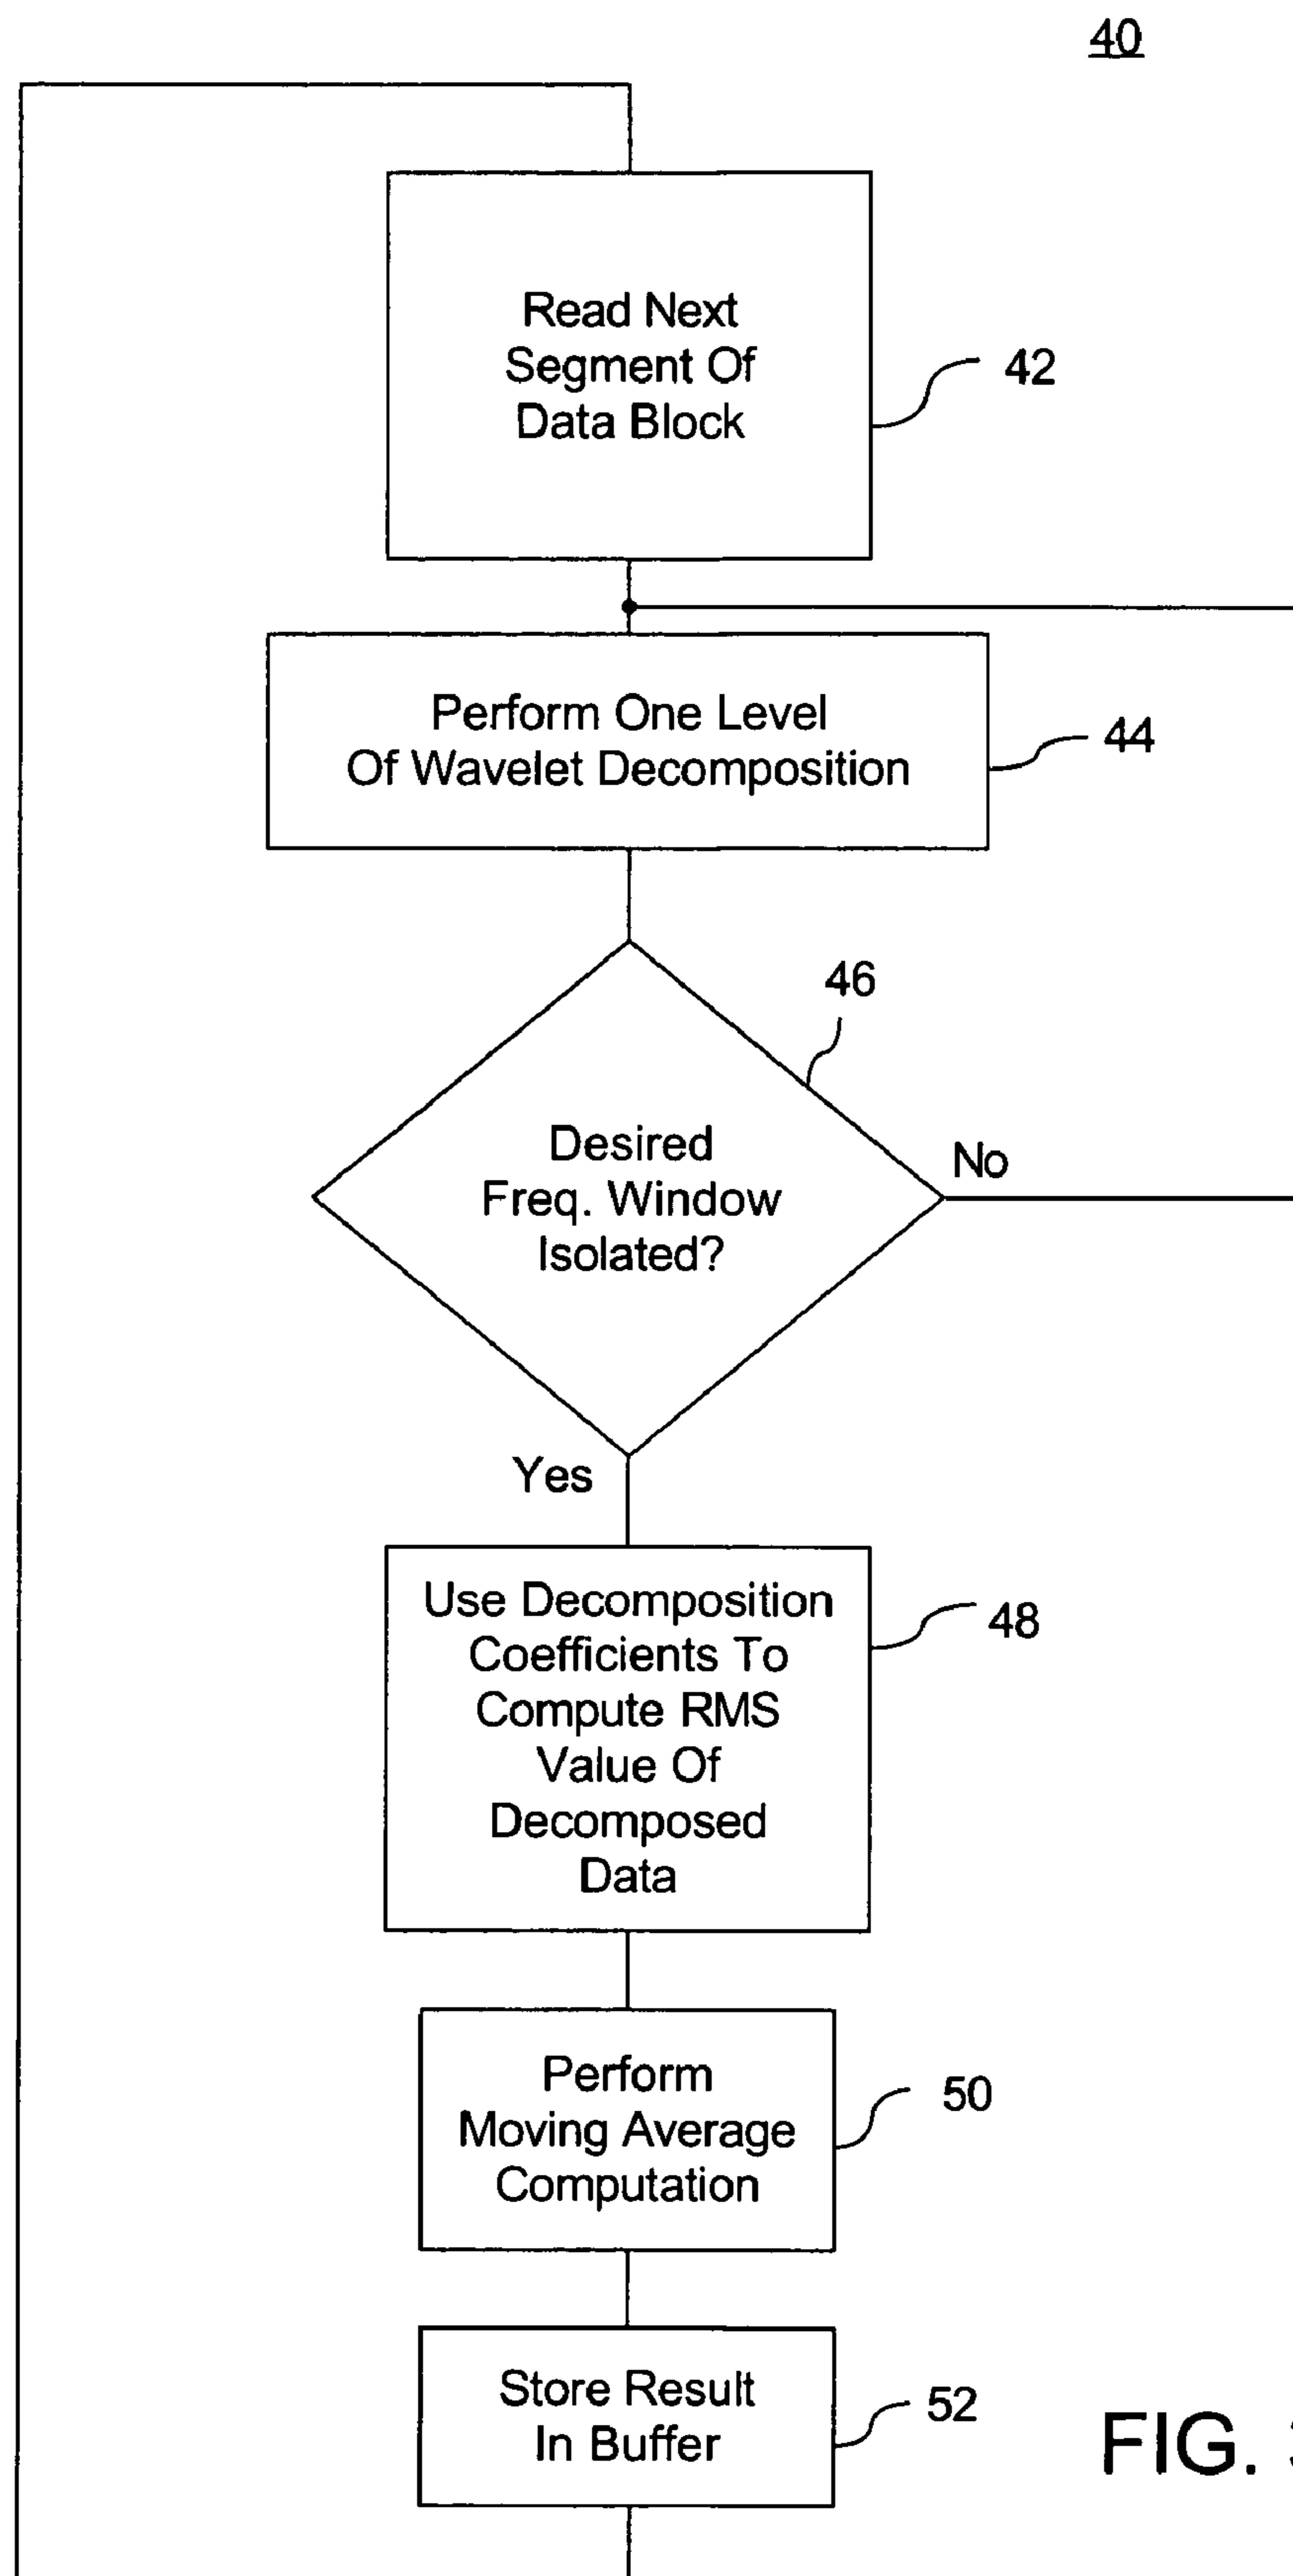 40
Read Next
Segment Of
Data Block
42
Perform One Level
Of Wavelet Decomposition
44
46
Desired
Freq. Window
Isolated?
No
Yes
Use Decomposition
Coefficients To
Compute RMS
Value Of
Decomposed
Data
48
Perform
Moving Average
Computation
50
Store Result
In Buffer
52
FIG.